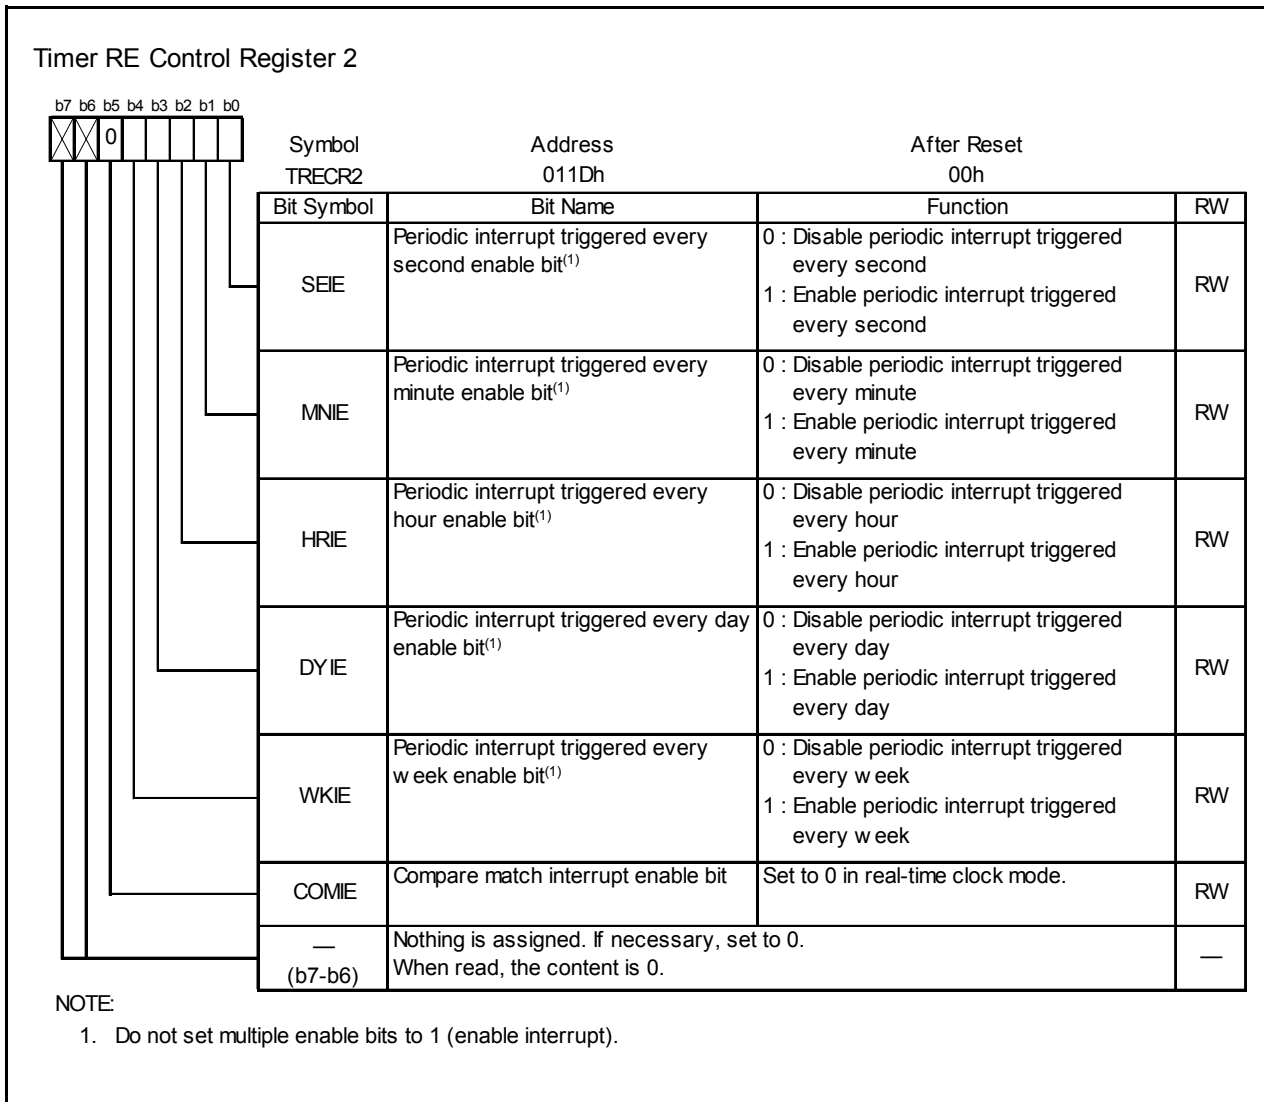 Timer RE Control Register 2
b7 b6 b5 b4 b3 b2 b1 b0
0
Symbol Address After Reset
TRECR2 011Dh 00h
Bit Symbol Bit Name Function RW
SEIE Periodic interrupt triggered every second enable bit(1) 0 : Disable periodic interrupt triggered every second 1 : Enable periodic interrupt triggered every second RW
MNIE Periodic interrupt triggered every minute enable bit(1) 0 : Disable periodic interrupt triggered every minute 1 : Enable periodic interrupt triggered every minute RW
HRIE Periodic interrupt triggered every hour enable bit(1) 0 : Disable periodic interrupt triggered every hour 1 : Enable periodic interrupt triggered every hour RW
DYIE Periodic interrupt triggered every day enable bit(1) 0 : Disable periodic interrupt triggered every day 1 : Enable periodic interrupt triggered every day RW
WKIE Periodic interrupt triggered every week enable bit(1) 0 : Disable periodic interrupt triggered every week 1 : Enable periodic interrupt triggered every week RW
COMIE Compare match interrupt enable bit Set to 0 in real-time clock mode. RW
— (b7-b6) Nothing is assigned. If necessary, set to 0. When read, the content is 0. —
NOTE:
1. Do not set multiple enable bits to 1 (enable interrupt).